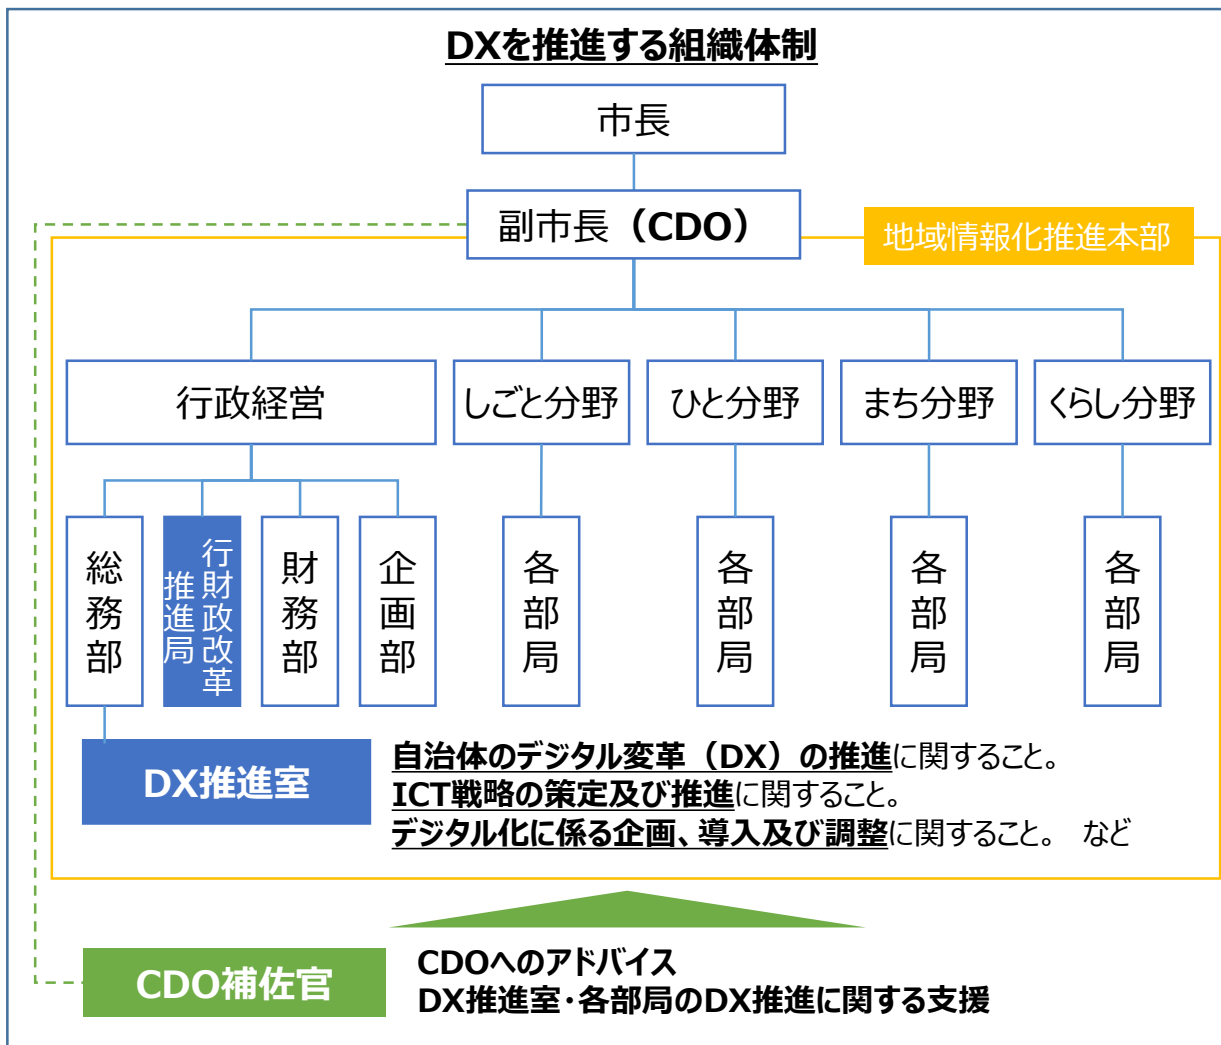 DXを推進する組織体制
市長
副市長（CDO）
地域情報化推進本部
行政経営
しごと分野
ひと分野
まち分野
くらし分野
総務部
行財政改革
推進局
財務部
企画部
各部局
各部局
各部局
各部局
DX推進室
自治体のデジタル変革（DX）の推進に関すること。
ICT戦略の策定及び推進に関すること。
デジタル化に係る企画、導入及び調整に関すること。　など
CDO補佐官
CDOへのアドバイス
DX推進室・各部局のDX推進に関する支援